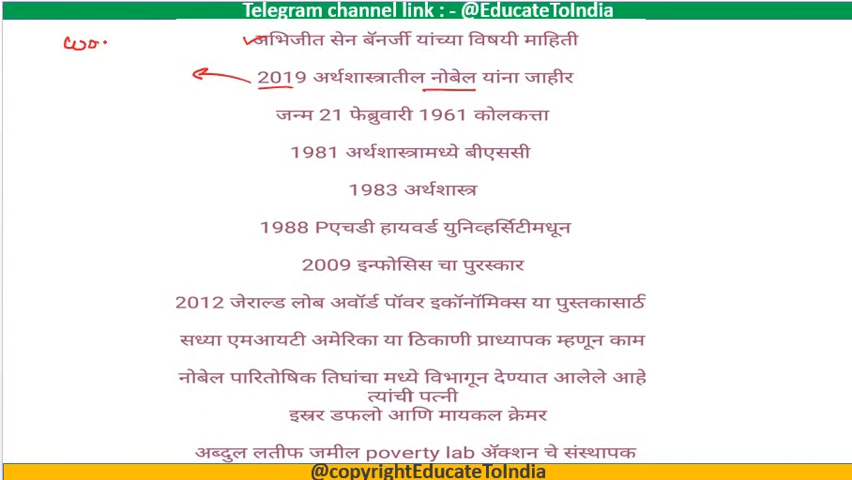 Telegram channel link : - @EducateToIndia
अभिजीत सेन बॅनर्जी यांच्या विषयी माहिती
2019 अर्थशास्त्रातील नोबेल यांना जाहीर
जन्म 21 फेब्रुवारी 1961 कोलकत्ता
1981 अर्थशास्त्रामध्ये बीएससी
1983 अर्थशास्त्र
1988 Pएचडी हायवर्ड युनिव्हर्सिटीमधून
2009 इन्फोसिस चा पुरस्कार
2012 जेराल्ड लोब अवॉर्ड पॉवर इकॉनॉमिक्स या पुस्तकासाठी
सध्या एमआयटी अमेरिका या ठिकाणी प्राध्यापक म्हणून काम
नोबेल पारितोषिक तिघांचा मध्ये विभागून देण्यात आलेले आहे
त्यांची पत्नी
इस्रर डफलो आणि मायकल क्रेमर
अब्दुल लतीफ जमील poverty lab ॲक्शन चे संस्थापक
@copyrightEducateToIndia